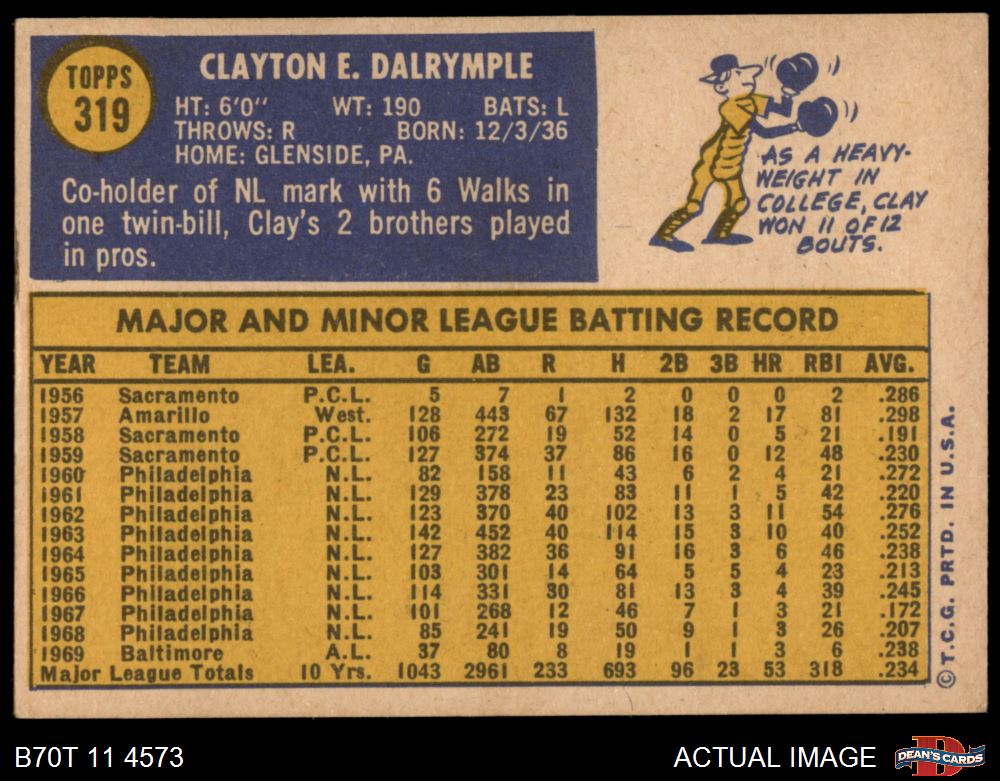 TOPPS
319
CLAYTON E. DALRYMPLE
HT: 6'0" WT: 190 BATS: L
THROWS: R BORN: 12/3/36
HOME: GLENSIDE, PA.
Co-holder of NL mark with 6 Walks in
one twin-bill, Clay's 2 brothers played
in pros.
AS A HEAVY-
WEIGHT IN
COLLEGE, CLAY
WON 11 OF 12
BOUTS.
MAJOR AND MINOR LEAGUE BATTING RECORD
YEAR TEAM LEA. G AB R H 2B 3B HR RBI AVG.
1956 Sacramento P.C.L. 5 7 1 2 0 0 0 2 .286
1957 Amarillo West. 128 443 67 132 18 2 17 81 .298
1958 Sacramento P.C.L. 106 272 19 52 14 0 5 21 .191
1959 Sacramento P.C.L. 127 374 37 86 16 0 12 48 .230
1960 Philadelphia N.L. 82 158 11 43 6 2 4 21 .272
1961 Philadelphia N.L. 129 378 23 83 11 1 5 42 .220
1962 Philadelphia N.L. 123 370 40 102 13 3 11 54 .276
1963 Philadelphia N.L. 142 452 40 114 15 3 10 40 .252
1964 Philadelphia N.L. 127 382 36 91 16 3 6 46 .238
1965 Philadelphia N.L. 103 301 14 64 5 5 4 23 .213
1966 Philadelphia N.L. 114 331 30 81 13 3 4 39 .245
1967 Philadelphia N.L. 101 268 12 46 7 1 3 21 .172
1968 Philadelphia N.L. 85 241 19 50 9 1 3 26 .207
1969 Baltimore A.L. 37 80 8 19 1 1 3 6 .238
Major League Totals 10 Yrs. 1043 2961 233 693 96 23 53 318 .234
©T.C.G. PRTD. IN U.S.A.
B70T 11 4573
ACTUAL IMAGE
D
DEAN'S CARDS